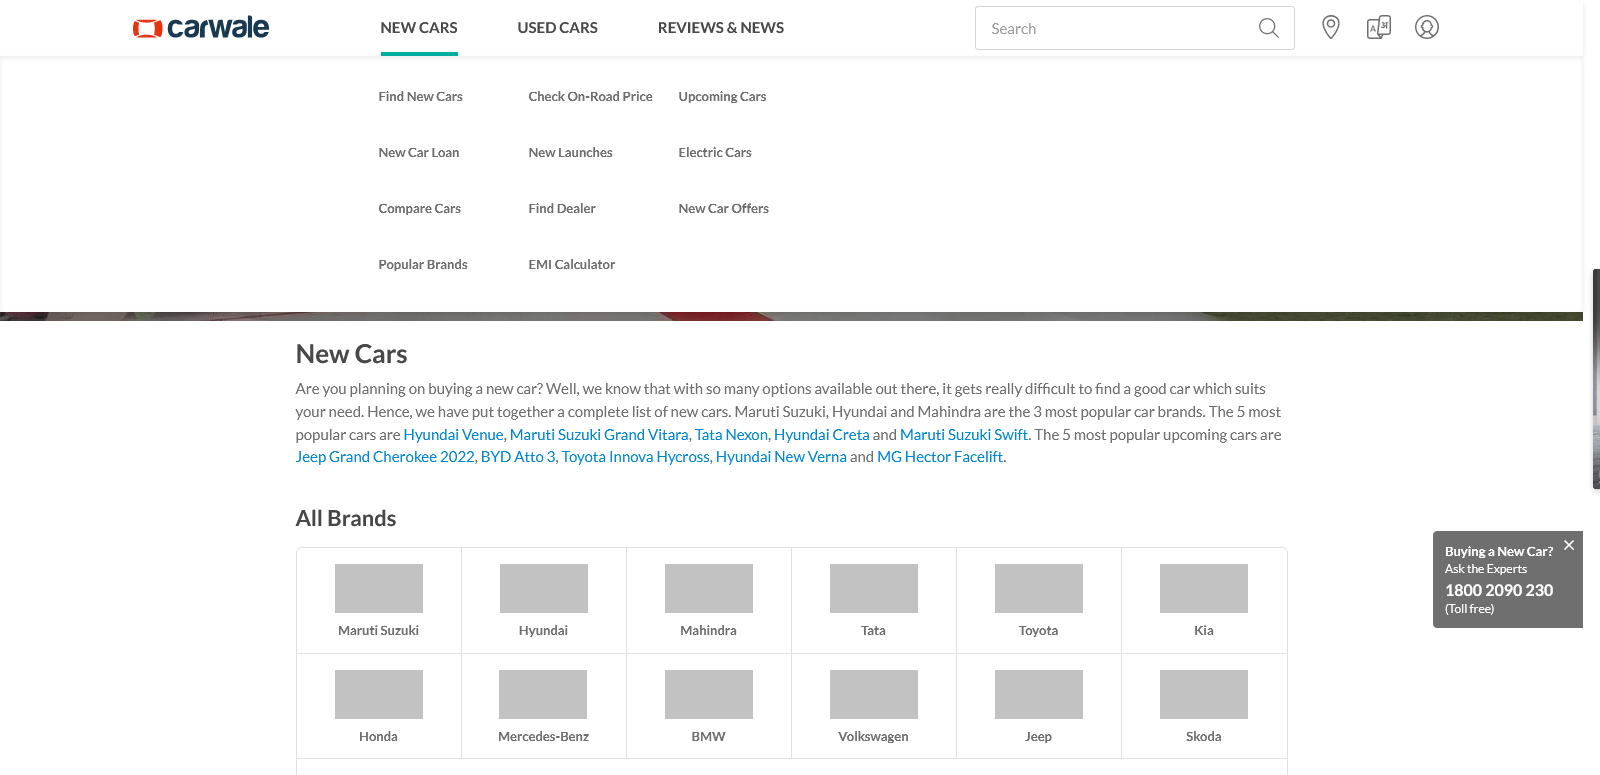 carwale NEW CARS USED CARS REVIEWS & NEWS Search
Find New Cars Check On-Road Price Upcoming Cars
New Car Loan New Launches Electric Cars
Compare Cars Find Dealer New Car Offers
Popular Brands EMI Calculator
New Cars
Are you planning on buying a new car? Well, we know that with so many options available out there, it gets really difficult to find a good car which suits
your need. Hence, we have put together a complete list of new cars. Maruti Suzuki, Hyundai and Mahindra are the 3 most popular car brands. The 5 most
popular cars are Hyundai Venue, Maruti Suzuki Grand Vitara, Tata Nexon, Hyundai Creta and Maruti Suzuki Swift. The 5 most popular upcoming cars are
Jeep Grand Cherokee 2022, BYD Atto 3, Toyota Innova Hycross, Hyundai New Verna and MG Hector Facelift.
All Brands
Maruti Suzuki Hyundai Mahindra Tata Toyota Kia
Honda Mercedes-Benz BMW Volkswagen Jeep Skoda
Buying a New Car?
Ask the Experts
1800 2090 230
(Toll free)